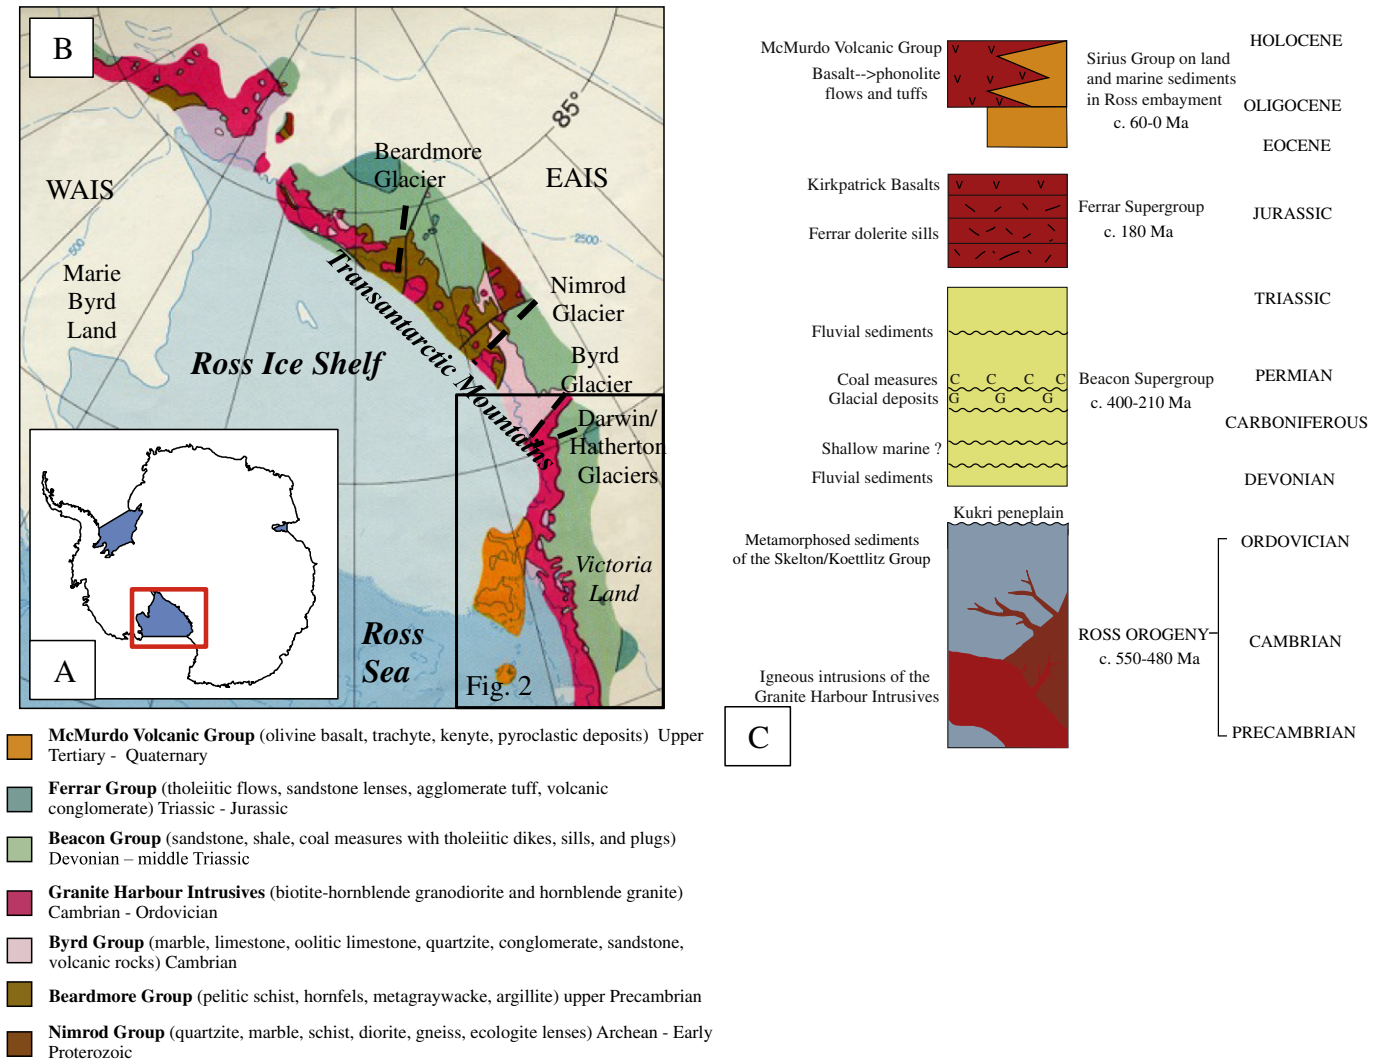 B
85°
Beardmore
Glacier
WAIS
EAIS
500
2500
Marie
Byrd
Land
Nimrod
Glacier
Transantarctic Mountains
Ross Ice Shelf
Byrd
Glacier
Darwin/
Hatherton
Glaciers
Victoria
Land
Ross
Sea
Fig. 2
A
McMurdo Volcanic Group (olivine basalt, trachyte, kenyte, pyroclastic deposits) Upper
Tertiary - Quaternary
Ferrar Group (tholeiitic flows, sandstone lenses, agglomerate tuff, volcanic
conglomerate) Triassic - Jurassic
Beacon Group (sandstone, shale, coal measures with tholeiitic dikes, sills, and plugs)
Devonian – middle Triassic
Granite Harbour Intrusives (biotite-hornblende granodiorite and hornblende granite)
Cambrian - Ordovician
Byrd Group (marble, limestone, oolitic limestone, quartzite, conglomerate, sandstone,
volcanic rocks) Cambrian
Beardmore Group (pelitic schist, hornfels, metagraywacke, argillite) upper Precambrian
Nimrod Group (quartzite, marble, schist, diorite, gneiss, ecologite lenses) Archean - Early
Proterozoic
McMurdo Volcanic Group
Basalt-->phonolite
flows and tuffs
V V
V V V
V V
Sirius Group on land
and marine sediments
in Ross embayment
c. 60-0 Ma
HOLOCENE
OLIGOCENE
EOCENE
Kirkpatrick Basalts
V V V
Ferrar dolerite sills
Ferrar Supergroup
c. 180 Ma
JURASSIC
TRIASSIC
Fluvial sediments
Coal measures
C C C C
Glacial deposits
G G G
Beacon Supergroup
c. 400-210 Ma
PERMIAN
CARBONIFEROUS
Shallow marine ?
Fluvial sediments
DEVONIAN
Kukri peneplain
Metamorphosed sediments
of the Skelton/Koettlitz Group
ORDOVICIAN
ROSS OROGENY
c. 550-480 Ma
CAMBRIAN
Igneous intrusions of the
Granite Harbour Intrusives
PRECAMBRIAN
C